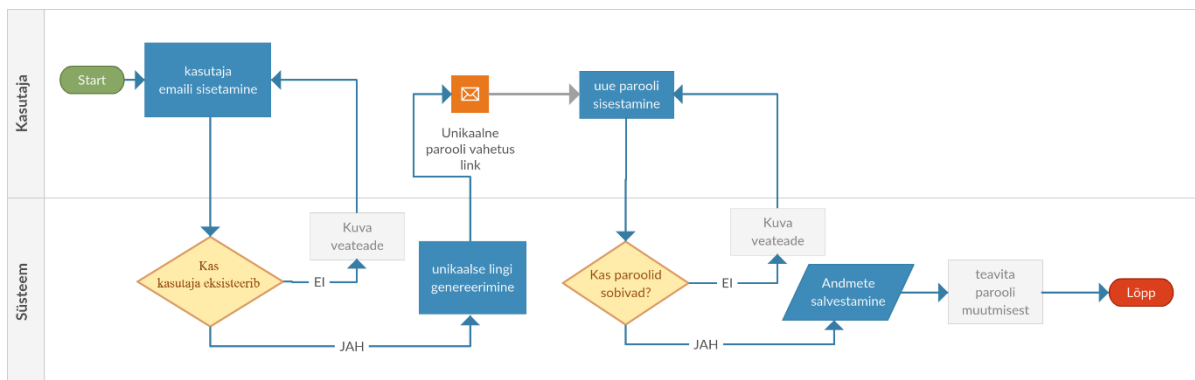 Kasutaja
Start
kasutaja
emaili sisetamine
Unikaalne
parooli vahetus
link
uue parooli
sisestamine
Süsteem
Kas
kasutaja eksisteerib
EI
Kuva
veateade
JAH
unikaalse lingi
genereerimine
Kas paroolid
sobivad?
EI
Kuva
veateade
JAH
Andmete
salvestamine
teavita
parooli
muutmisest
Lõpp